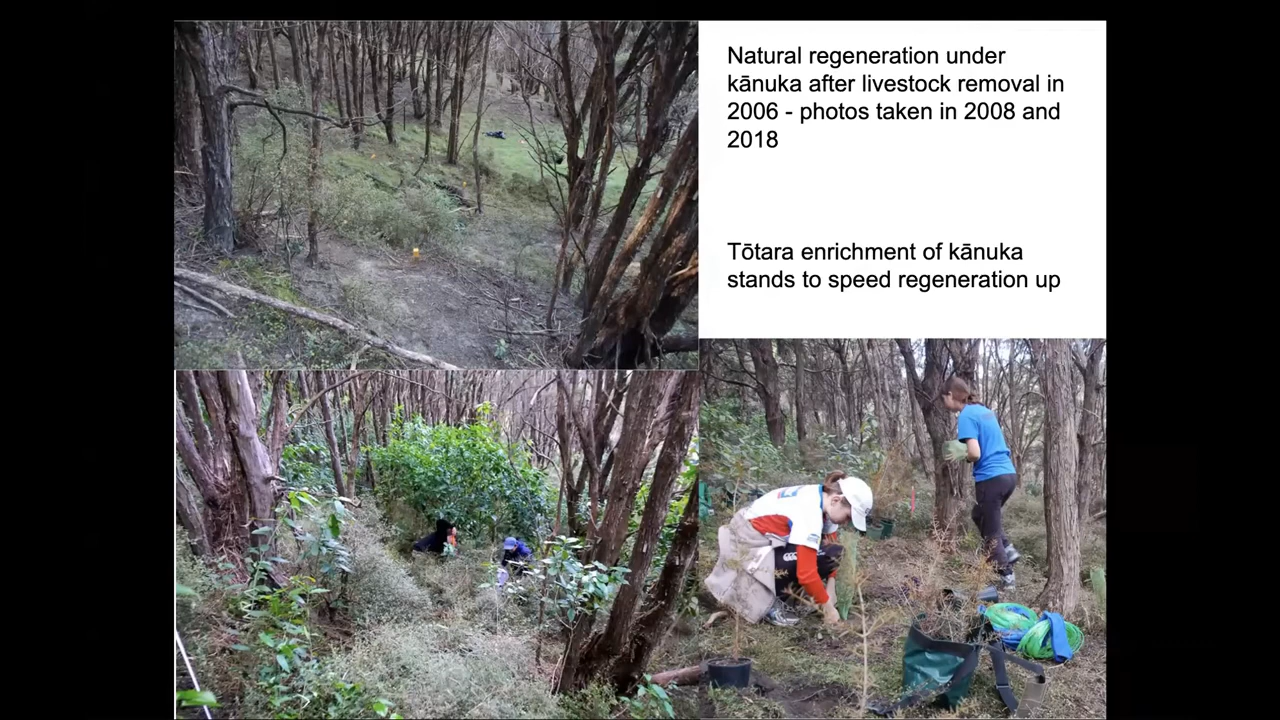 Natural regeneration under
kānuka after livestock removal in
2006 - photos taken in 2008 and
2018
Tōtara enrichment of kānuka
stands to speed regeneration up